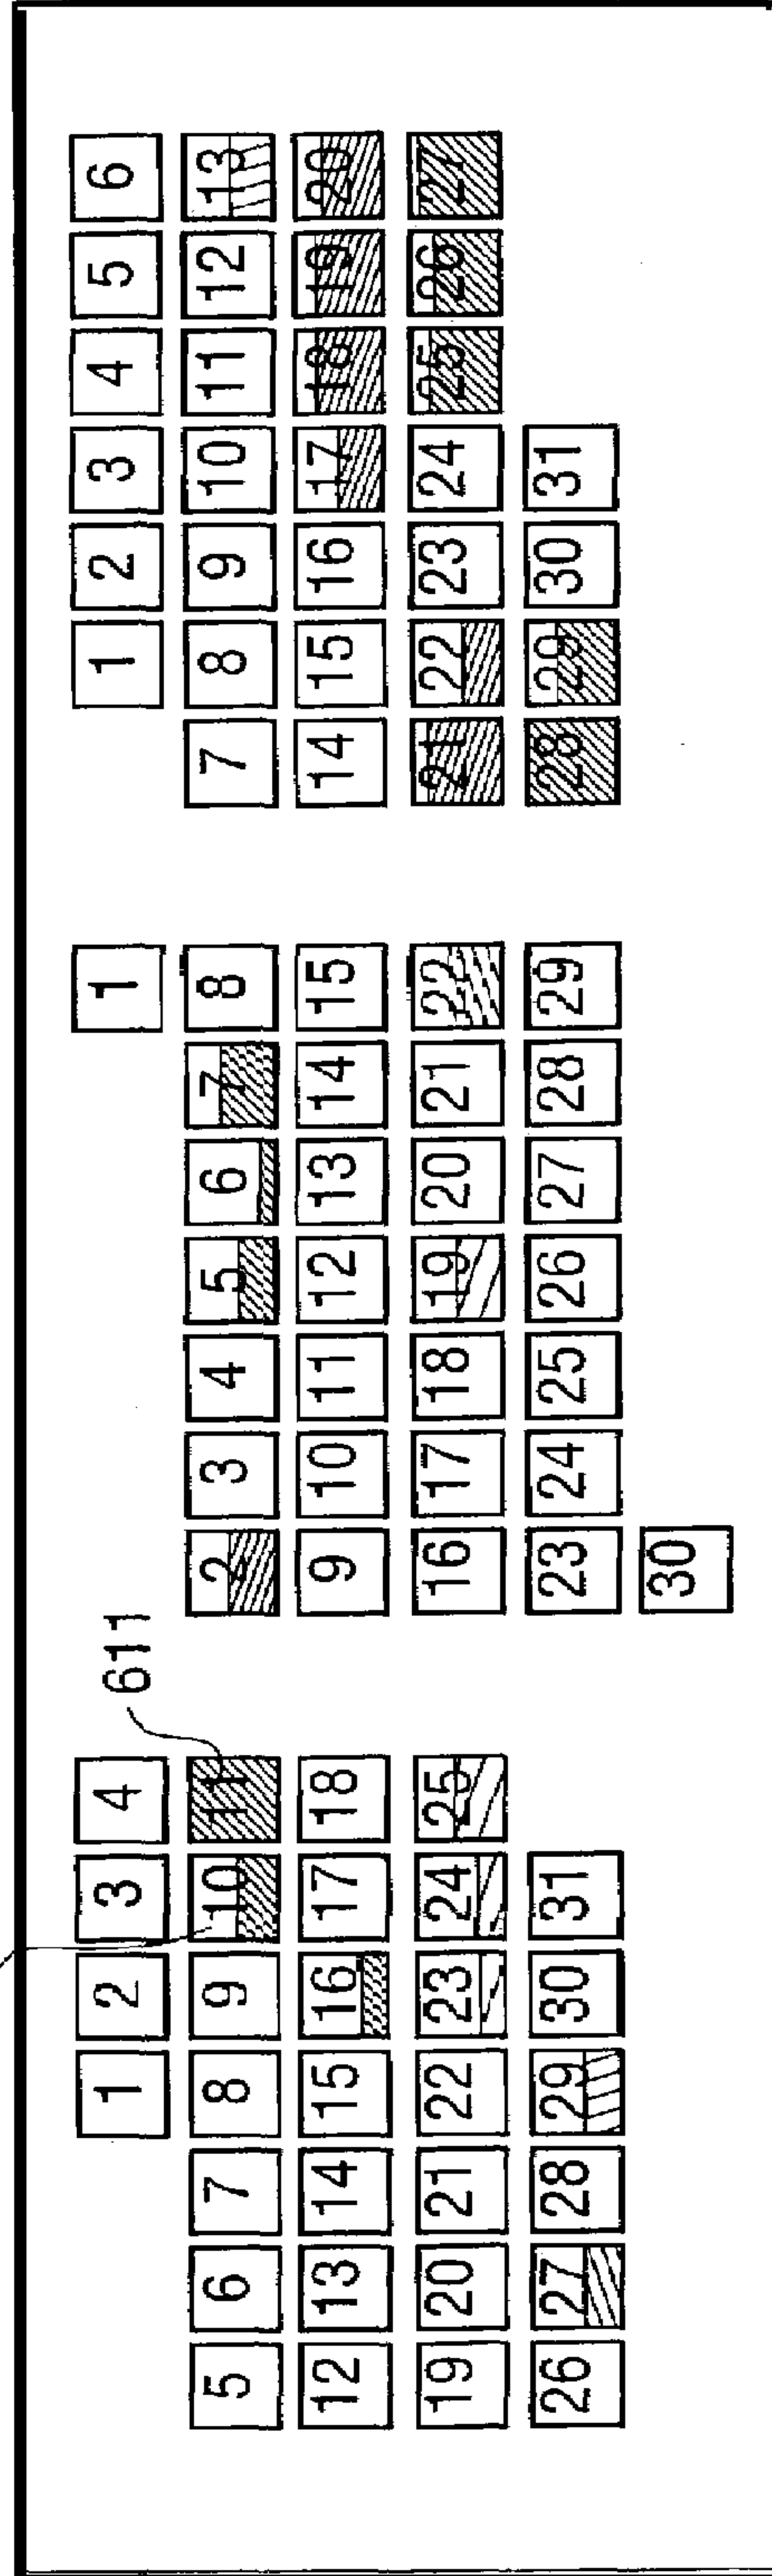 1 2 3 4
5 6 7 8 9 10 11
12 13 14 15 16 17 18
19 20 21 22 23 24 25
26 27 28 29 30 31
611
1
2 3 4 5 6 7 8
9 10 11 12 13 14 15
16 17 18 19 20 21 22
23 24 25 26 27 28 29
30
1 2 3 4 5 6
7 8 9 10 11 12 13
14 15 16 17 18 19 20
21 22 23 24 25 26 27
28 29 30 31